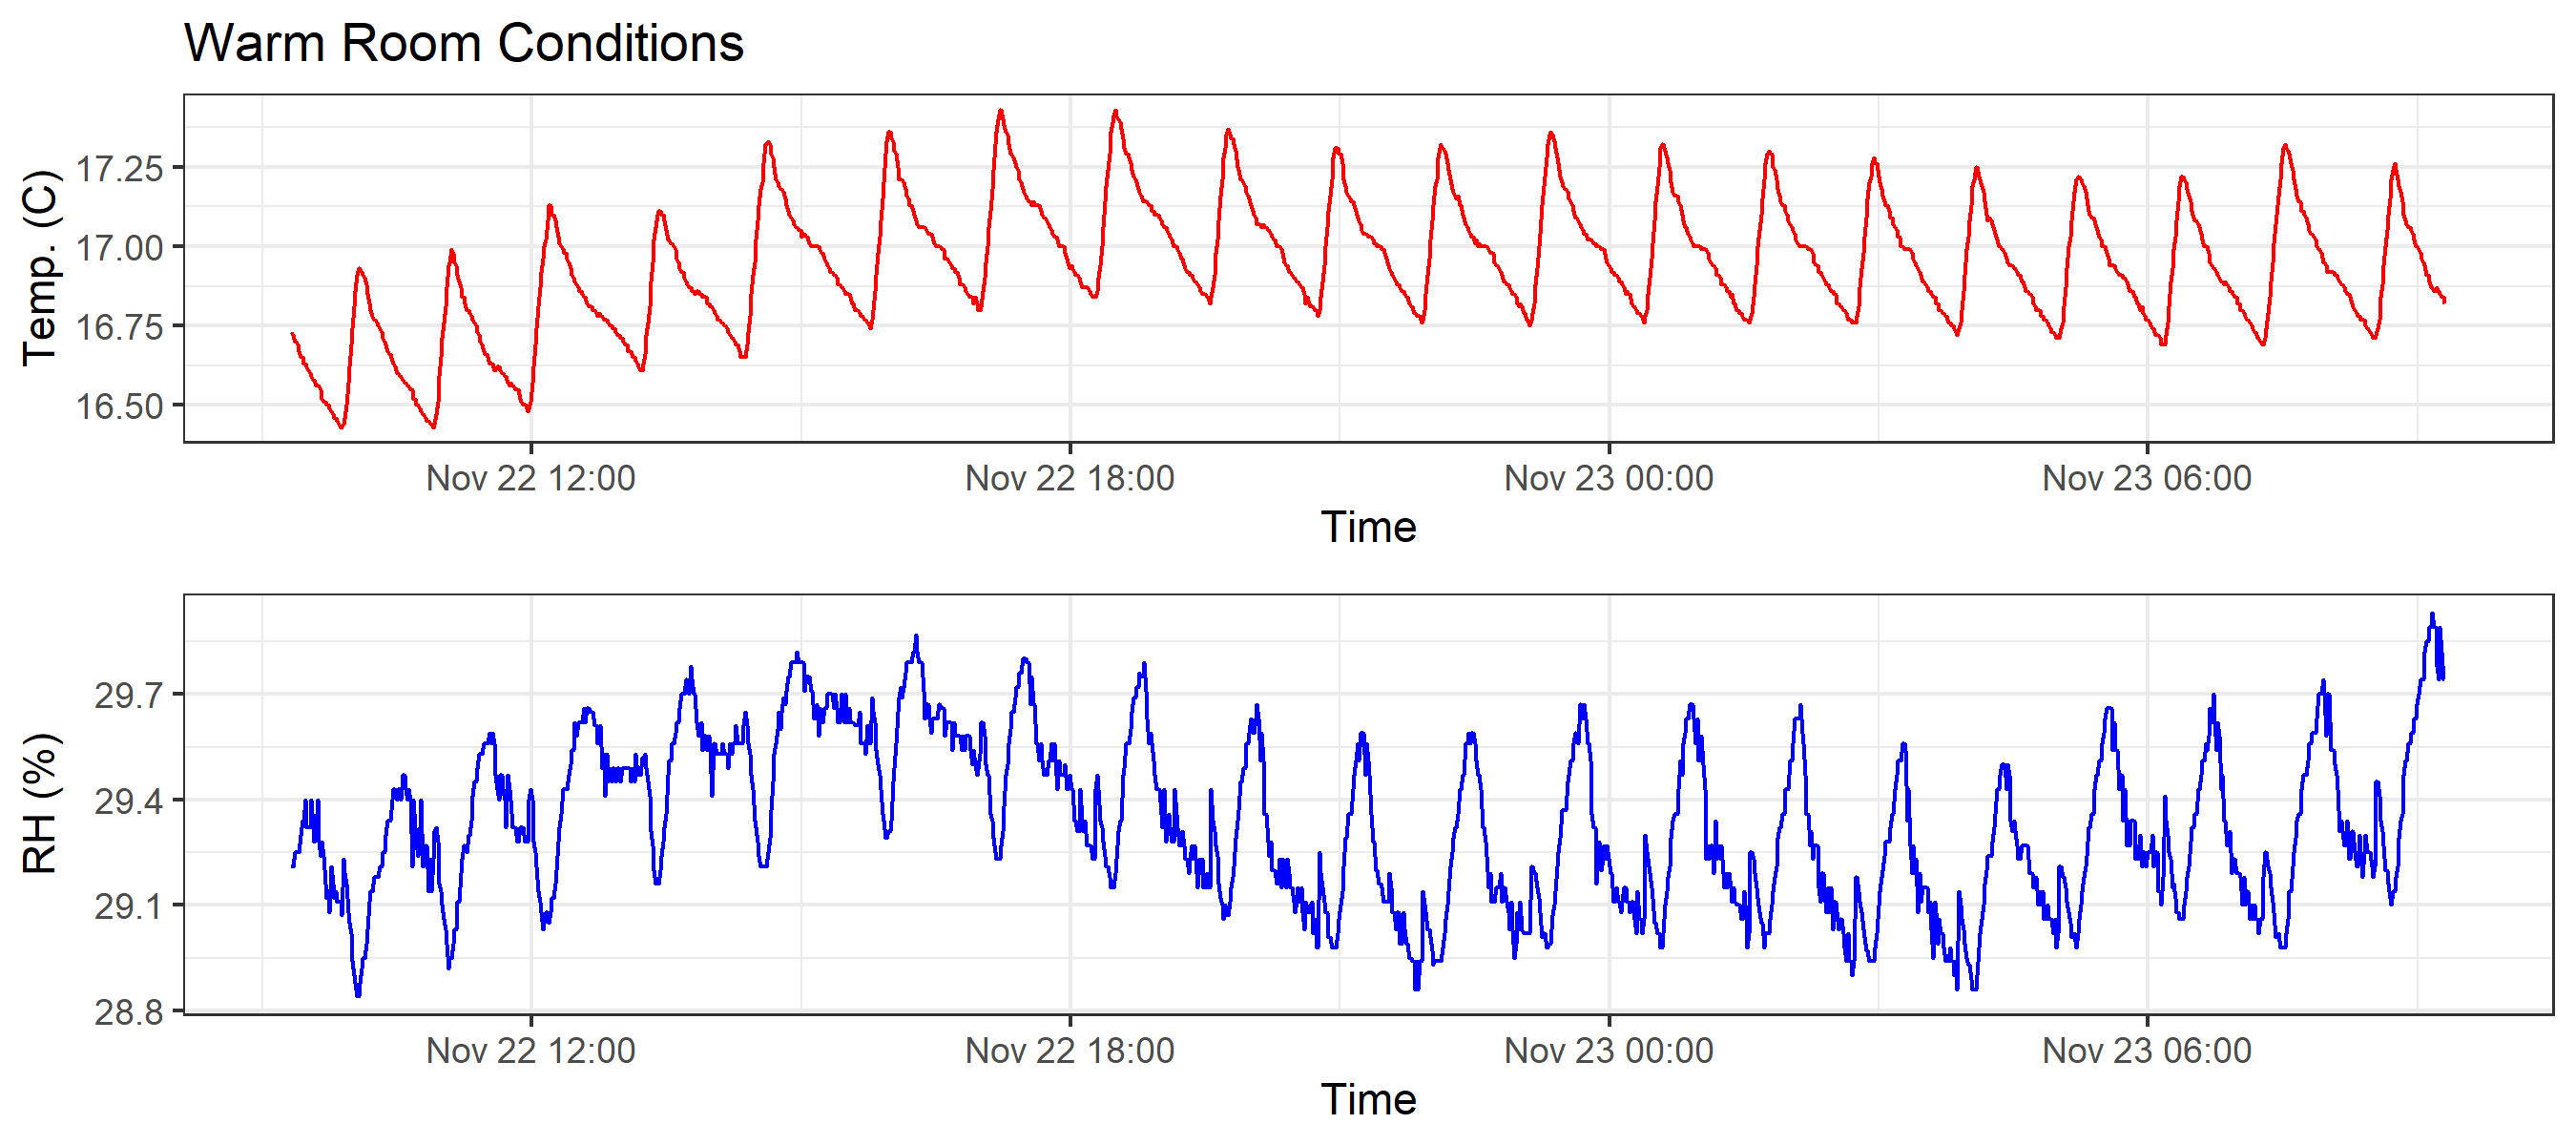 Warm Room Conditions
Temp. (C)
17.25
17.00
16.75
16.50
Nov 22 12:00 Nov 22 18:00 Nov 23 00:00 Nov 23 06:00
Time
RH (%)
29.7
29.4
29.1
28.8
Nov 22 12:00 Nov 22 18:00 Nov 23 00:00 Nov 23 06:00
Time